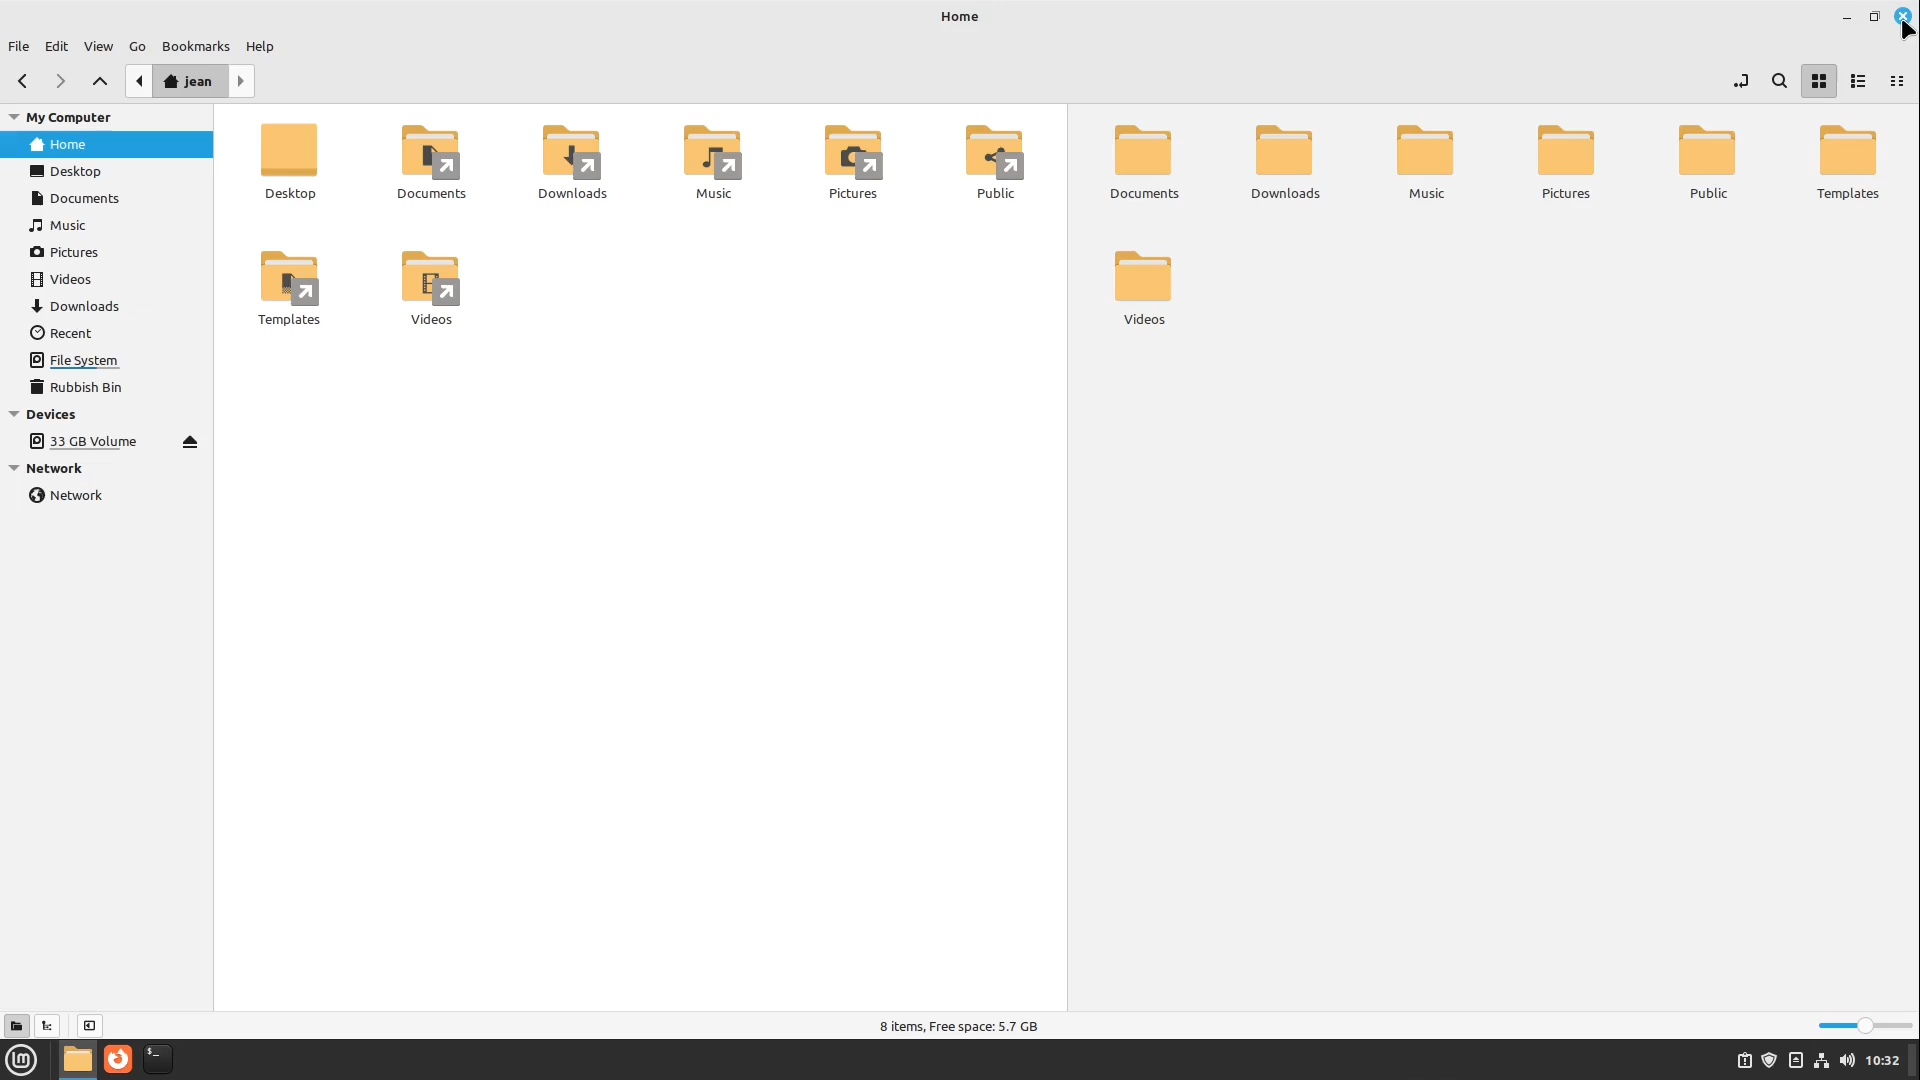 Home
File Edit View Go Bookmarks Help
jean
My Computer
Home
Desktop
Documents
Music
Pictures
Videos
Downloads
Recent
File System
Rubbish Bin
Devices
33 GB Volume
Network
Network
Desktop Documents Downloads Music Pictures Public
Templates Videos
Documents Downloads Music Pictures Public Templates
Videos
8 items, Free space: 5.7 GB
10:32